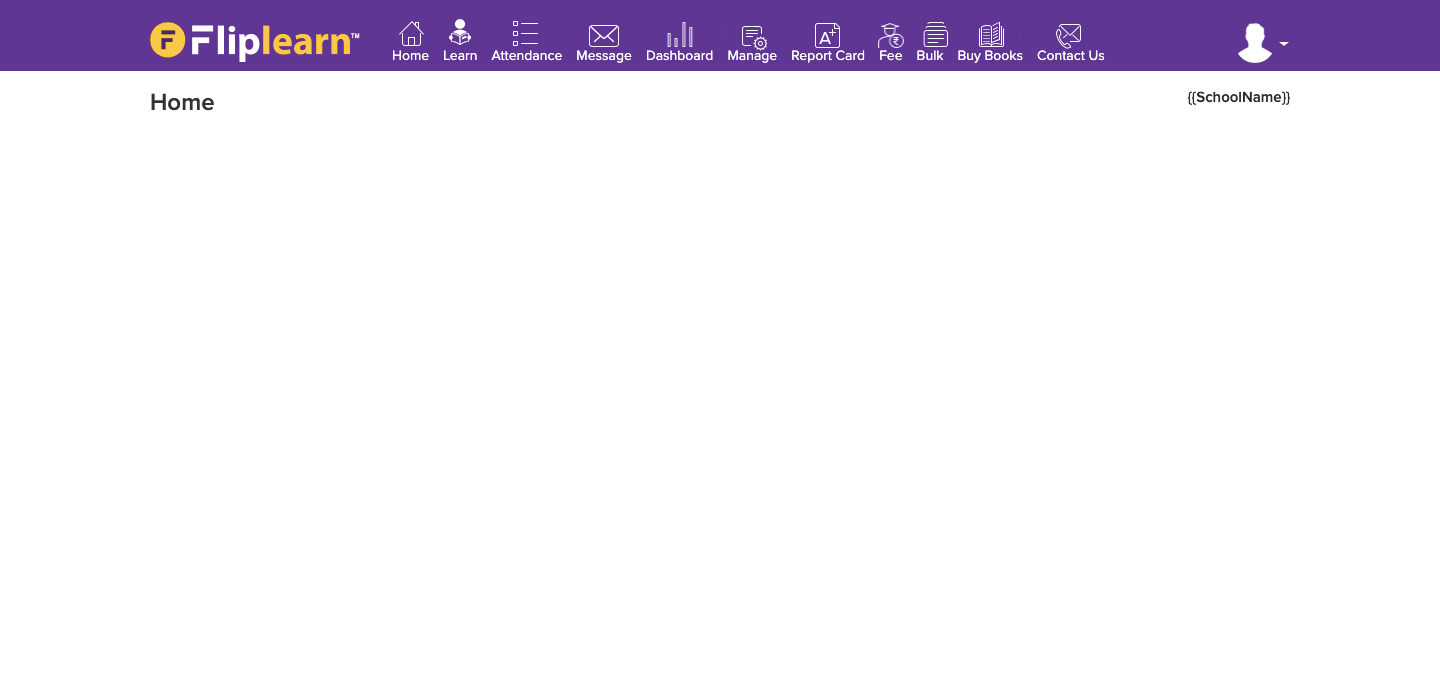 Fliplearn™
Home Learn Attendance Message Dashboard Manage Report Card Fee Bulk Buy Books Contact Us
Home
{{SchoolName}}